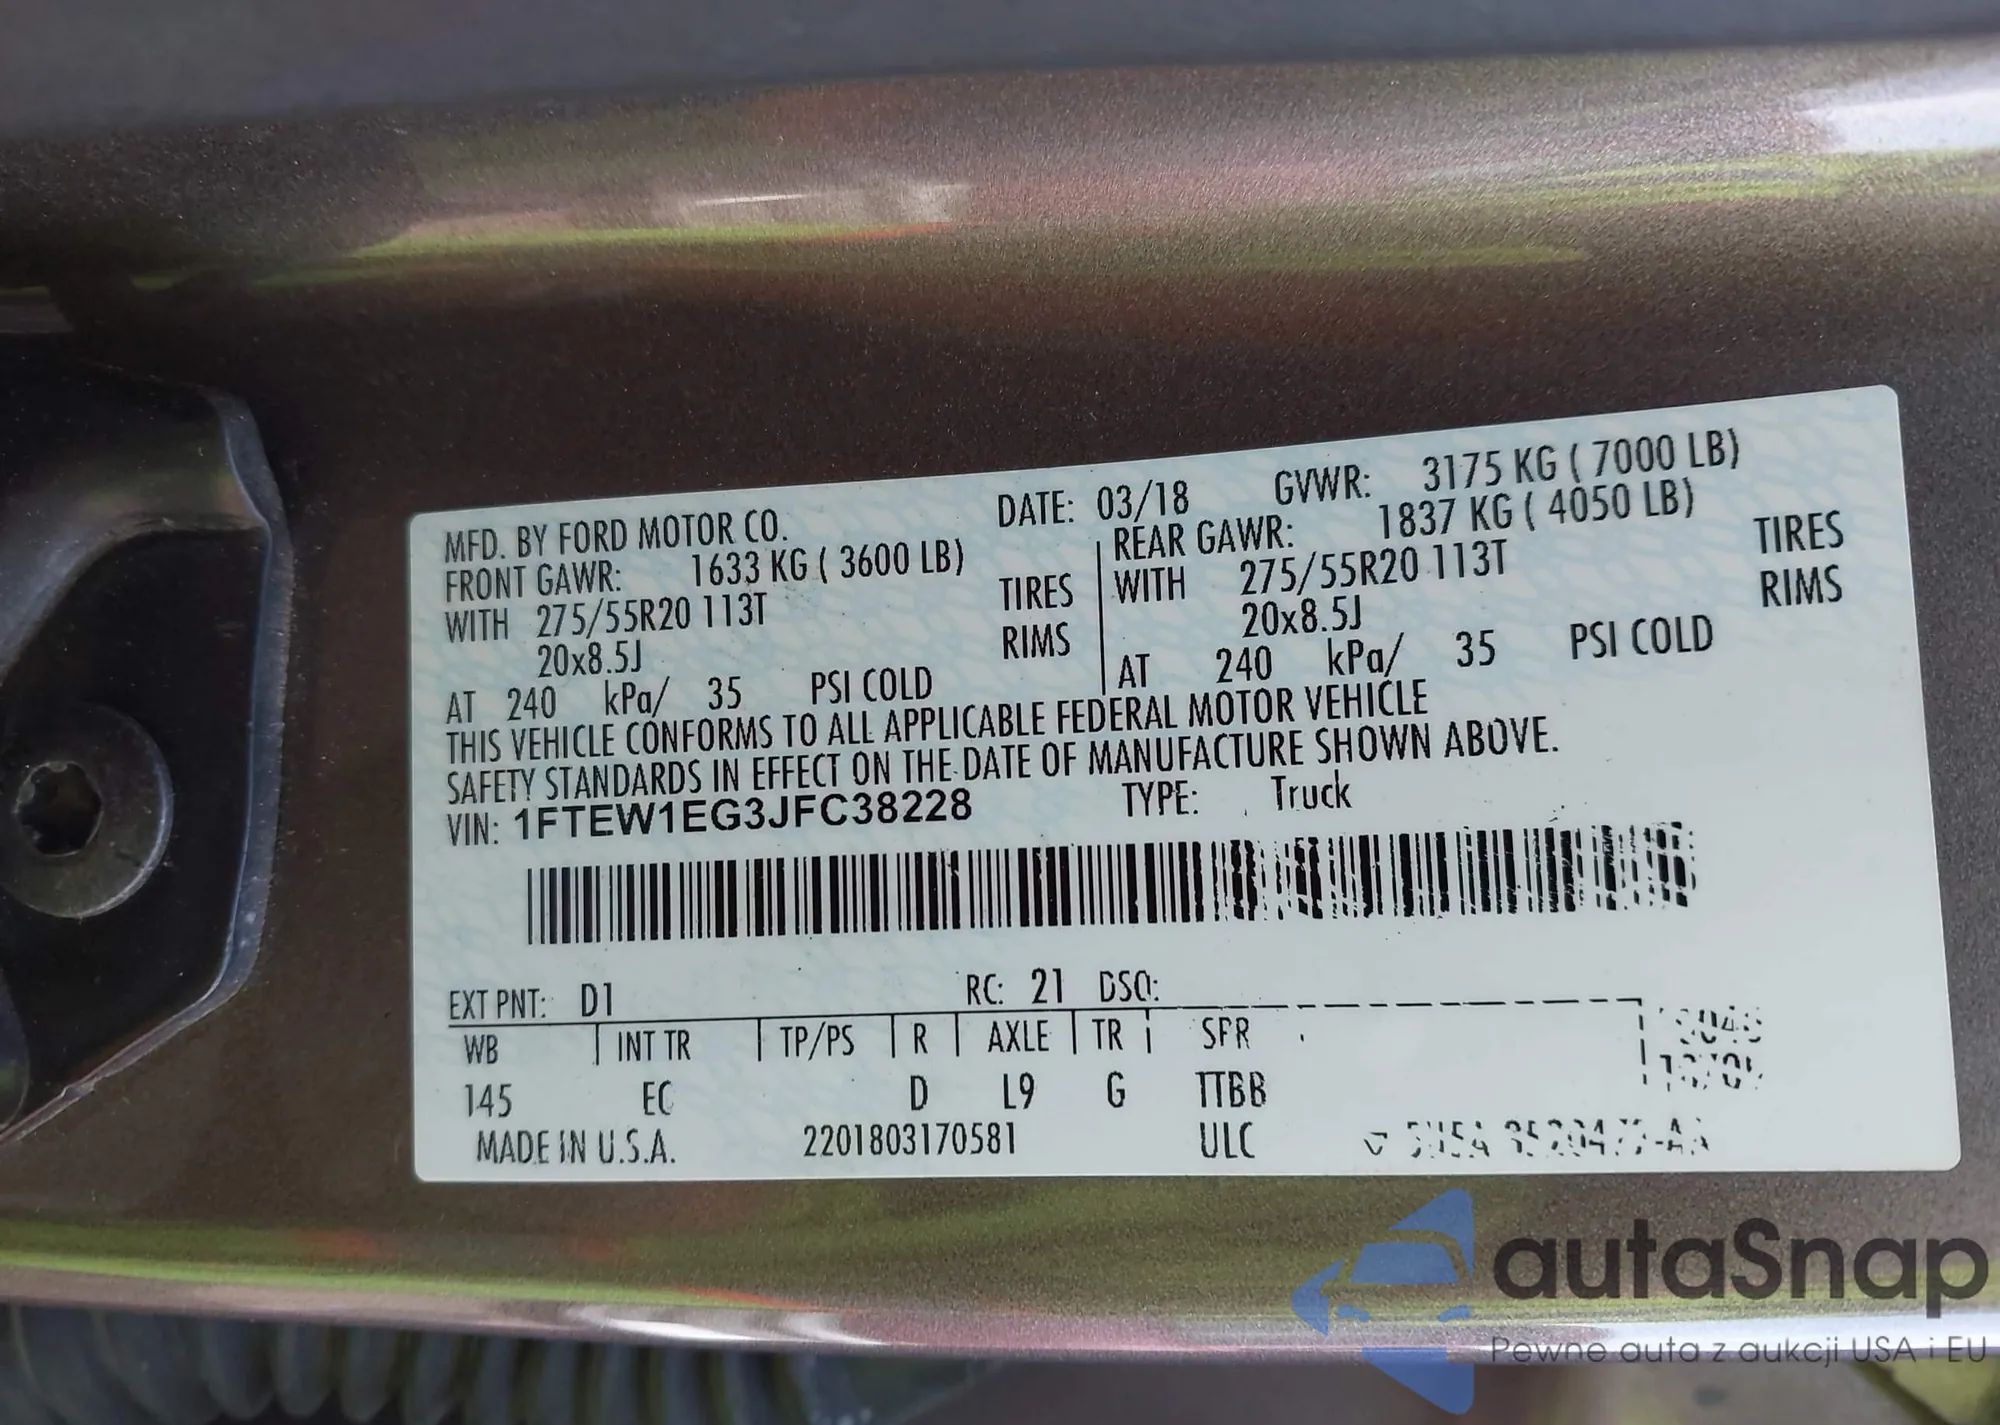 MFD. BY FORD MOTOR CO. DATE: 03/18 GVWR: 3175 KG ( 7000 LB)
FRONT GAWR: 1633 KG ( 3600 LB) REAR GAWR: 1837 KG ( 4050 LB)
WITH 275/55R20 113T TIRES WITH 275/55R20 113T TIRES
20x8.5J RIMS 20x8.5J RIMS
AT 240 kPa/ 35 PSI COLD AT 240 kPa/ 35 PSI COLD
THIS VEHICLE CONFORMS TO ALL APPLICABLE FEDERAL MOTOR VEHICLE
SAFETY STANDARDS IN EFFECT ON THE DATE OF MANUFACTURE SHOWN ABOVE.
VIN: 1FTEW1EG3JFC38228 TYPE: Truck
EXT PNT: D1 RC: 21 DSO:
WB INT TR TP/PS R AXLE TR SPR
145 EC D L9 G TTBB
MADE IN U.S.A. 2201803170581 ULC
autaSnap
Pewne auta z aukcji USA i EU